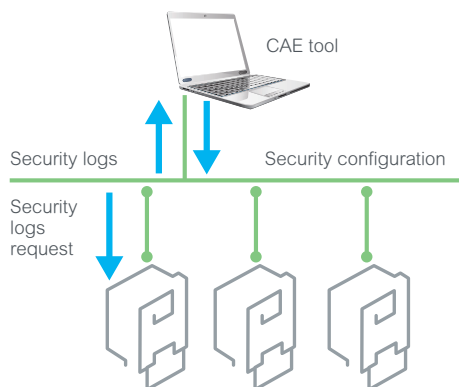 CAE tool
Security logs
Security configuration
Security
logs
request